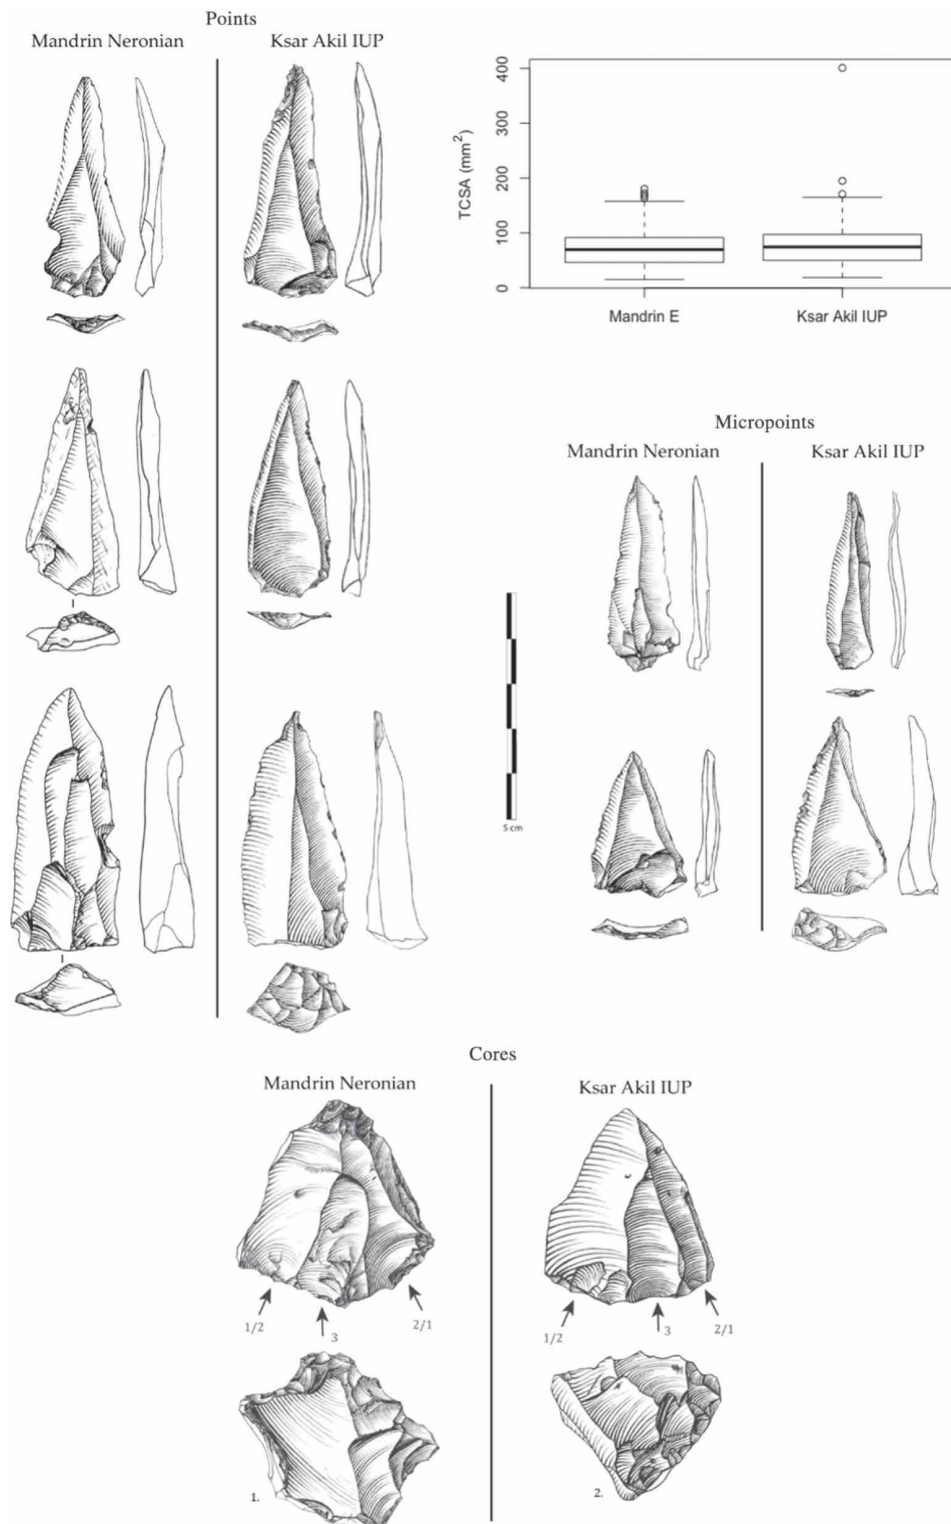 Points
Mandrin Neronian
Ksar Akil IUP
400
300
200
100
0
TCSA (mm²)
Mandrin E
Ksar Akil IUP
Micropoints
Mandrin Neronian
Ksar Akil IUP
5 cm
Cores
Mandrin Neronian
Ksar Akil IUP
1/2
3
2/1
1/2
3
2/1
1.
2.